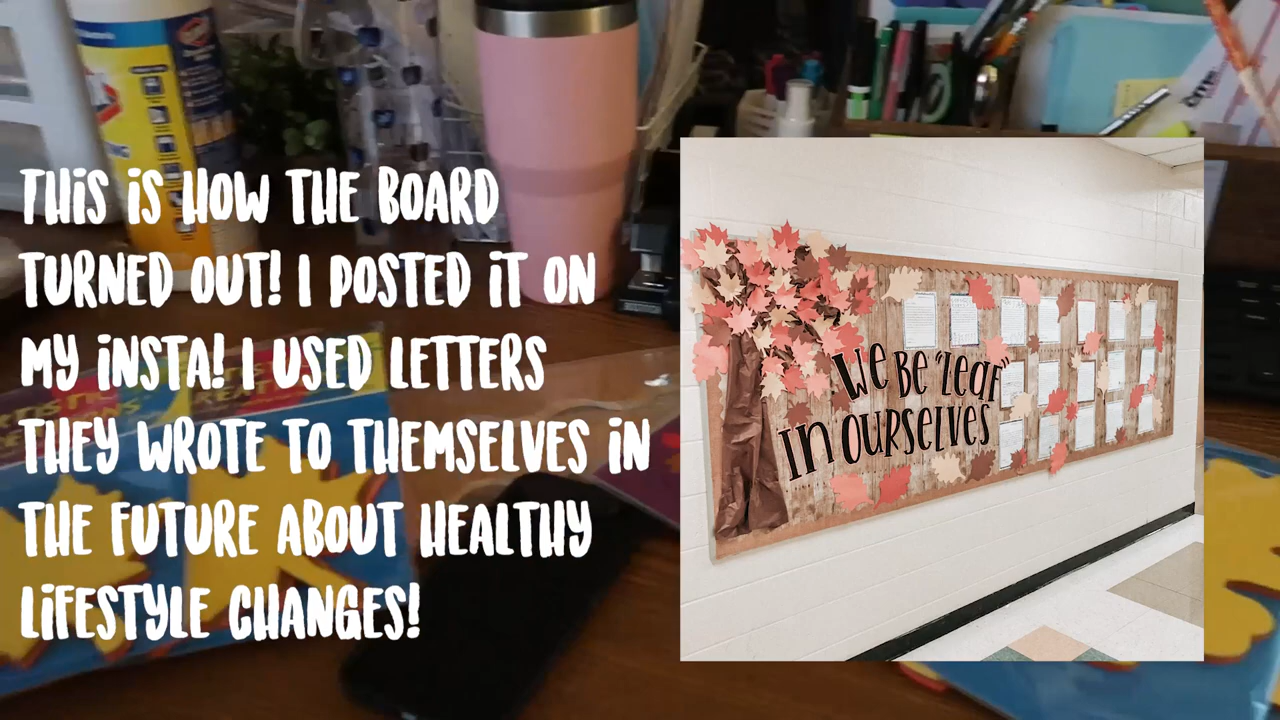 THIS IS HOW THE BOARD
TURNED OUT! I POSTED IT ON
MY INSTA! I USED LETTERS
THEY WROTE TO THEMSELVES IN
THE FUTURE ABOUT HEALTHY
LIFESTYLE CHANGES!
WE BE "LEAF"
IN OURSELVES